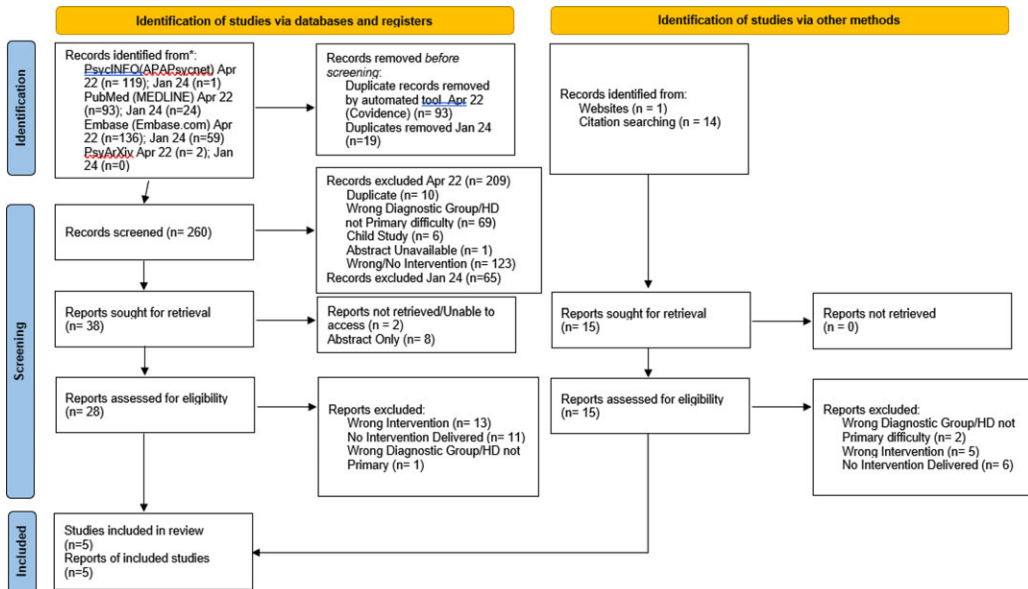 Identification of studies via databases and registers
Identification of studies via other methods
Identification
Records identified from*:
PsycINFO(APAPsycnet) Apr
22 (n= 119); Jan 24 (n=1)
PubMed (MEDLINE) Apr 22
(n=93); Jan 24 (n=24)
Embase (Embase.com) Apr
22 (n=136); Jan 24 (n=59)
PsyArXiv Apr 22 (n= 2); Jan
24 (n=0)
Records removed before
screening:
Duplicate records removed
by automated tool Apr 22
(Covidence) (n= 93)
Duplicates removed Jan 24
(n=19)
Records identified from:
Websites (n = 1)
Citation searching (n = 14)
Screening
Records screened (n= 260)
Records excluded Apr 22 (n= 209)
Duplicate (n= 10)
Wrong Diagnostic Group/HD
not Primary difficulty (n= 69)
Child Study (n= 6)
Abstract Unavailable (n= 1)
Wrong/No Intervention (n= 123)
Records excluded Jan 24 (n=65)
Reports sought for retrieval
(n= 38)
Reports not retrieved/Unable to
access (n = 2)
Abstract Only (n= 8)
Reports sought for retrieval
(n= 15)
Reports not retrieved
(n = 0)
Reports assessed for eligibility
(n= 28)
Reports excluded:
Wrong Intervention (n= 13)
No Intervention Delivered (n= 11)
Wrong Diagnostic Group/HD not
Primary (n= 1)
Reports assessed for eligibility
(n= 15)
Reports excluded:
Wrong Diagnostic Group/HD not
Primary difficulty (n= 2)
Wrong Intervention (n= 5)
No Intervention Delivered (n= 6)
Included
Studies included in review
(n=5)
Reports of included studies
(n=5)